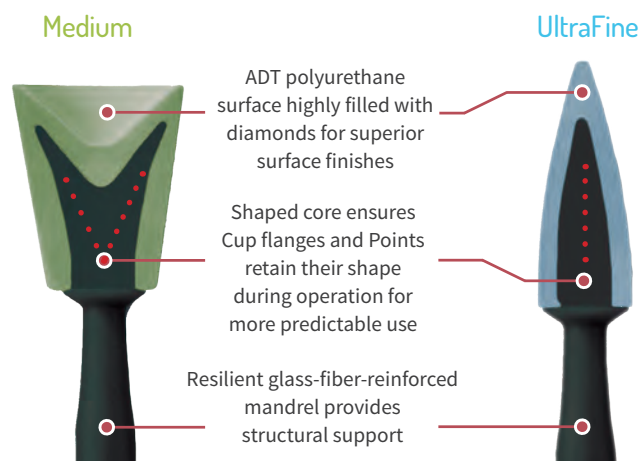 Medium
UltraFine
ADT polyurethane
surface highly filled with
diamonds for superior
surface finishes
Shaped core ensures
Cup flanges and Points
retain their shape
during operation for
more predictable use
Resilient glass-fiber-reinforced
mandrel provides
structural support